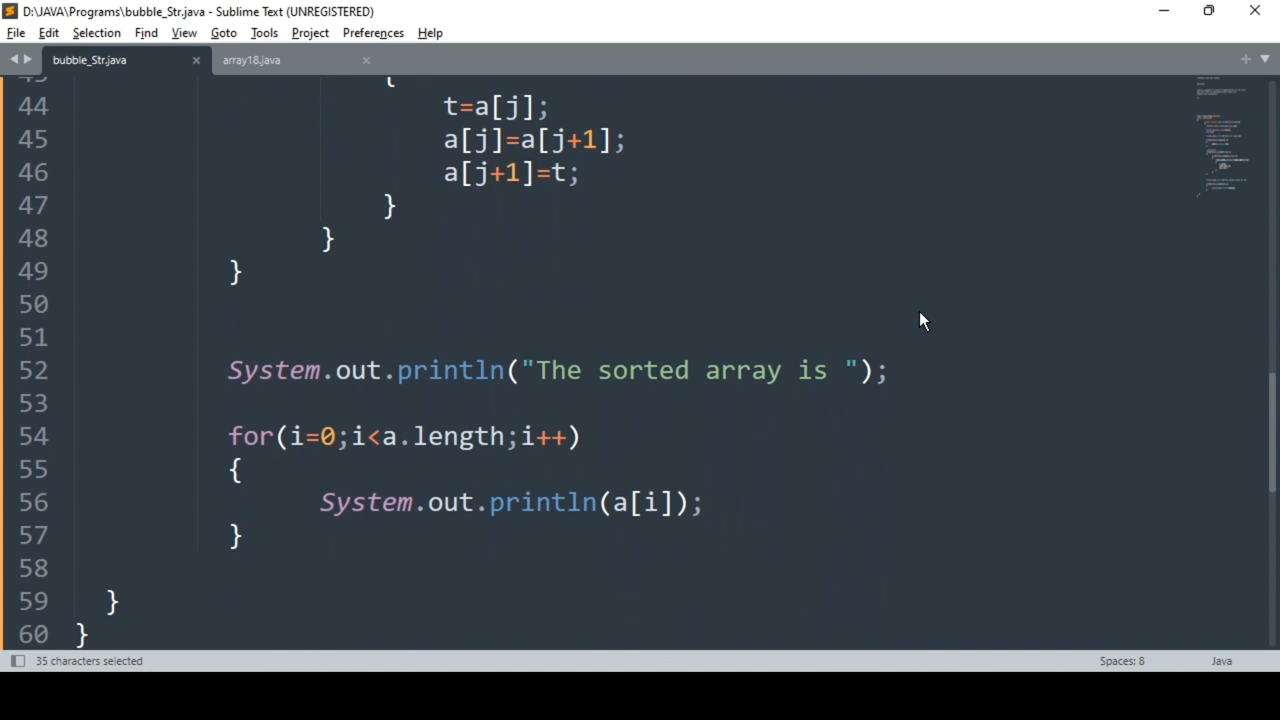 D:\JAVA\Programs\bubble_Str.java - Sublime Text (UNREGISTERED)
File Edit Selection Find View Goto Tools Project Preferences Help
bubble_Str.java × array18.java ×
{
44 t=a[j];
45 a[j]=a[j+1];
46 a[j+1]=t;
47 }
48 }
49 }
50
51
52 System.out.println("The sorted array is ");
53
54 for(i=0;i<a.length;i++)
55 {
56 System.out.println(a[i]);
57 }
58
59 }
60 }
35 characters selected Spaces: 8 Java